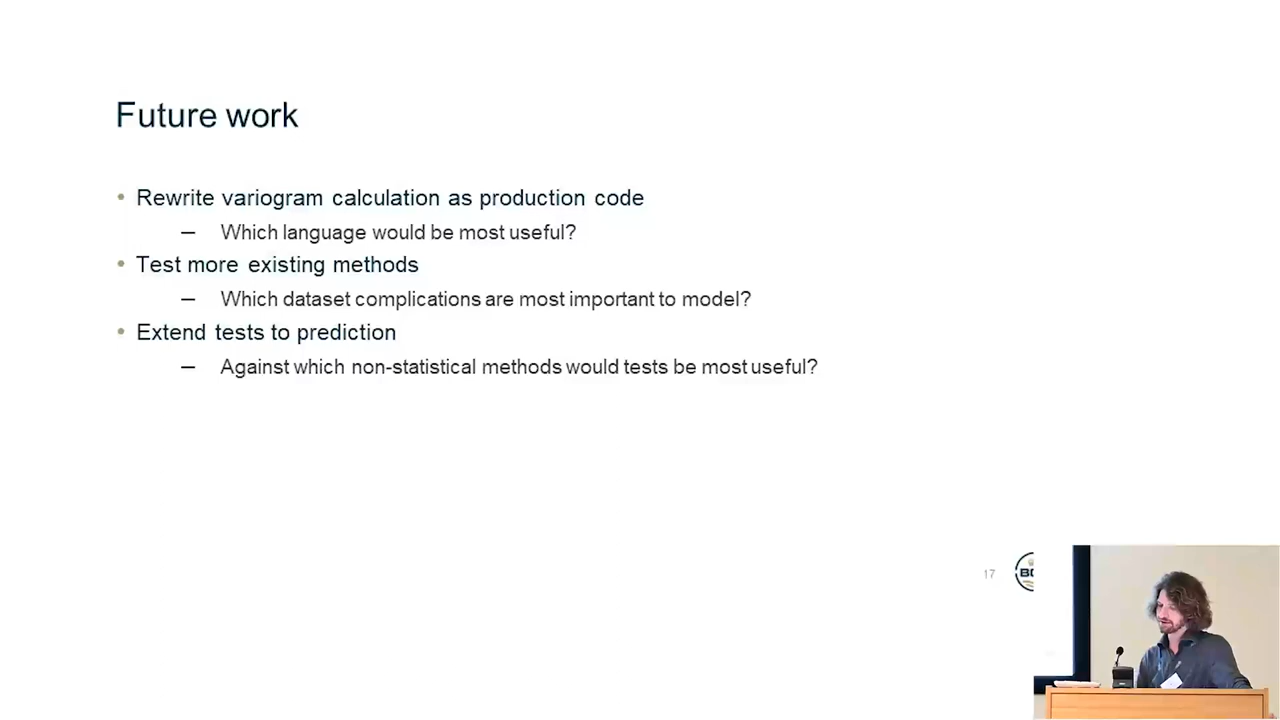 Future work
• Rewrite variogram calculation as production code
– Which language would be most useful?
• Test more existing methods
– Which dataset complications are most important to model?
• Extend tests to prediction
– Against which non-statistical methods would tests be most useful?
17